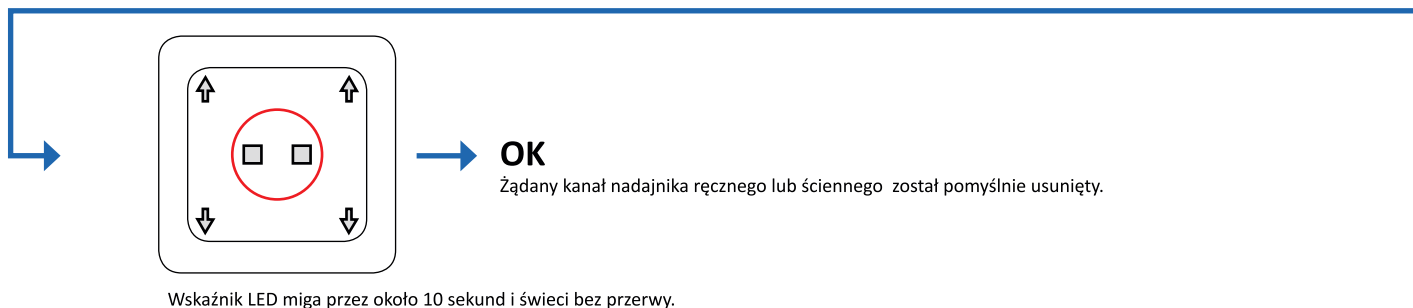 OK
Żądany kanał nadajnika ręcznego lub ściennego został pomyślnie usunięty.
Wskaźnik LED miga przez około 10 sekund i świeci bez przerwy.